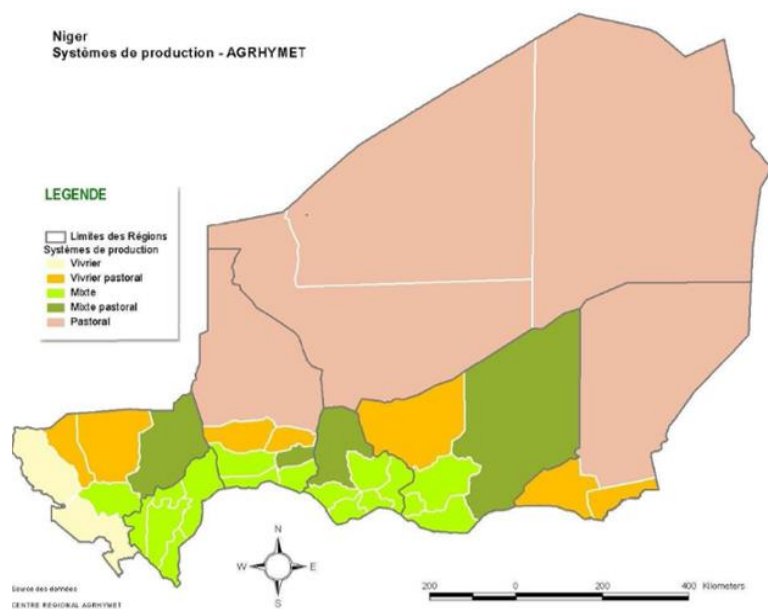 Niger
Systèmes de production - AGRHYMET
LEGENDE
Limites des Régions
Systèmes de production
Vivrier
Vivrier pastoral
Mixte
Mixte pastoral
Pastoral
N
W E
S
200 0 200 400 Kilometers
Source des données
CENTRE REGIONAL AGRHYMET